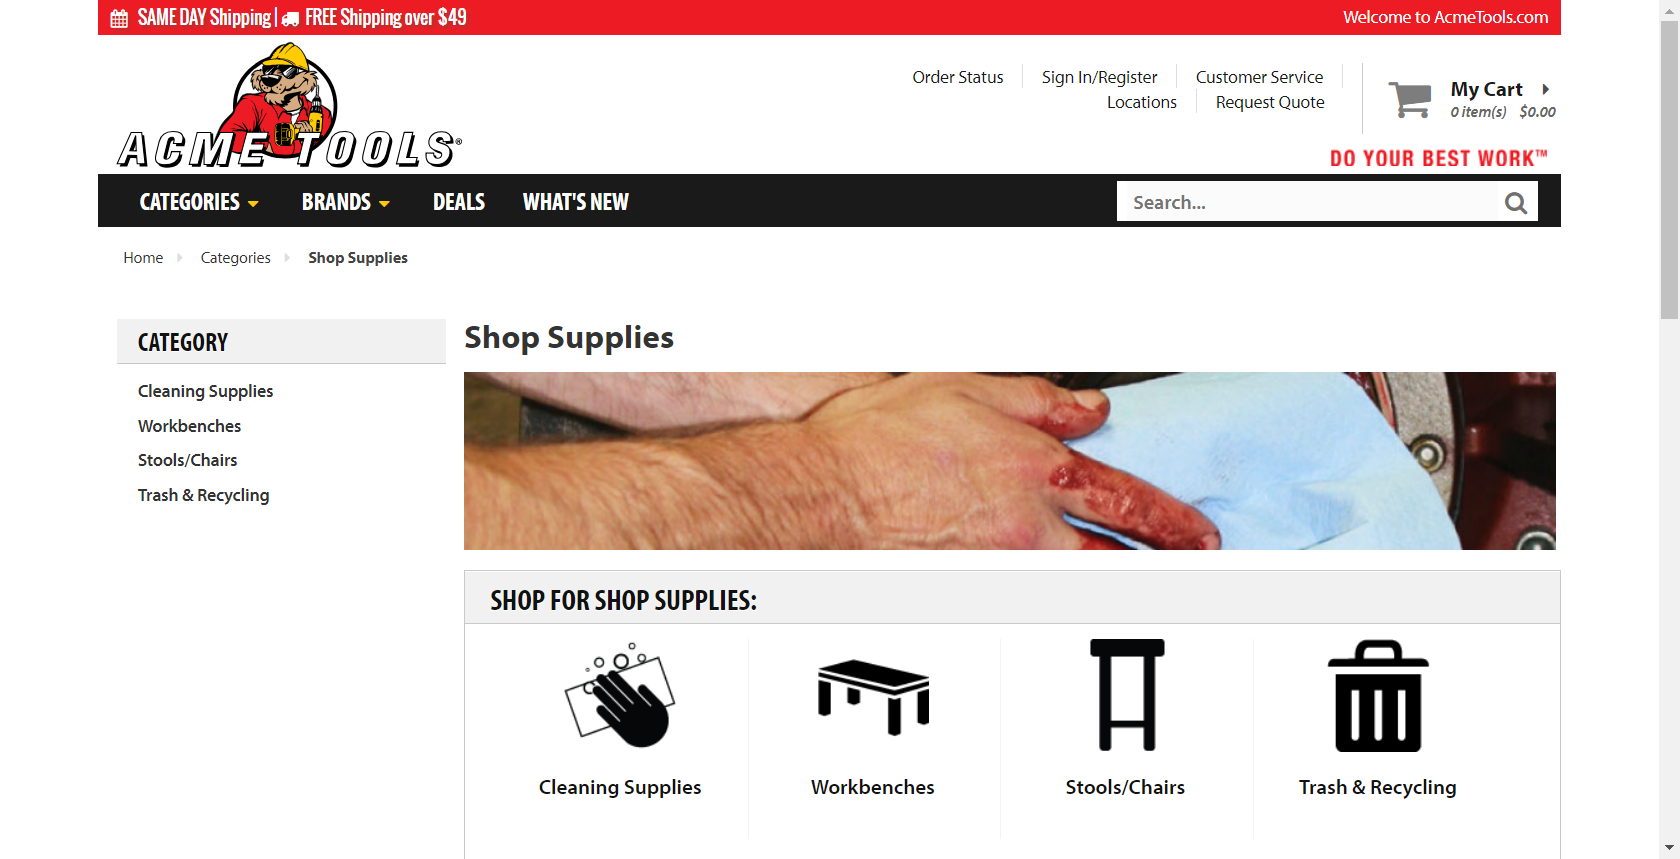 SAME DAY Shipping | FREE Shipping over $49
Welcome to AcmeTools.com
ACME TOOLS®
Order Status
Sign In/Register
Customer Service
Locations
Request Quote
My Cart
0 item(s) $0.00
DO YOUR BEST WORK™
CATEGORIES
BRANDS
DEALS
WHAT'S NEW
Search...
Home
Categories
Shop Supplies
CATEGORY
Cleaning Supplies
Workbenches
Stools/Chairs
Trash & Recycling
Shop Supplies
SHOP FOR SHOP SUPPLIES:
Cleaning Supplies
Workbenches
Stools/Chairs
Trash & Recycling